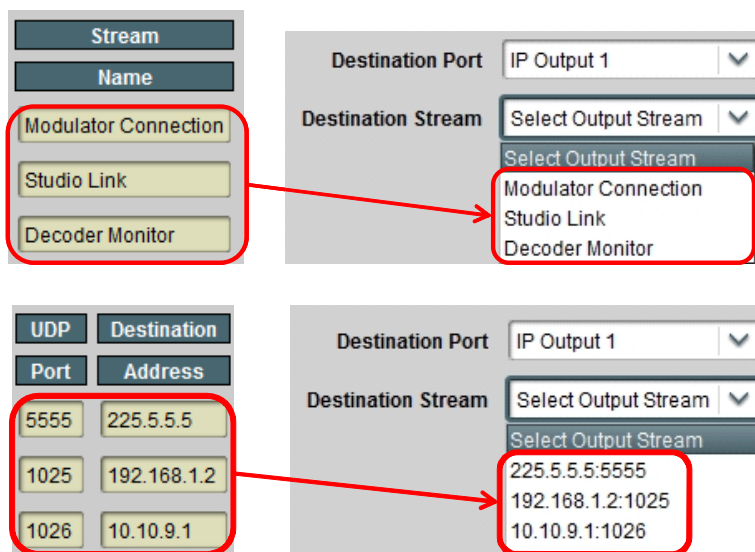 Stream
Name
Modulator Connection
Studio Link
Decoder Monitor
Destination Port IP Output 1
Destination Stream Select Output Stream
Select Output Stream
Modulator Connection
Studio Link
Decoder Monitor
UDP Destination
Port Address
5555 225.5.5.5
1025 192.168.1.2
1026 10.10.9.1
Destination Port IP Output 1
Destination Stream Select Output Stream
Select Output Stream
225.5.5.5:5555
192.168.1.2:1025
10.10.9.1:1026